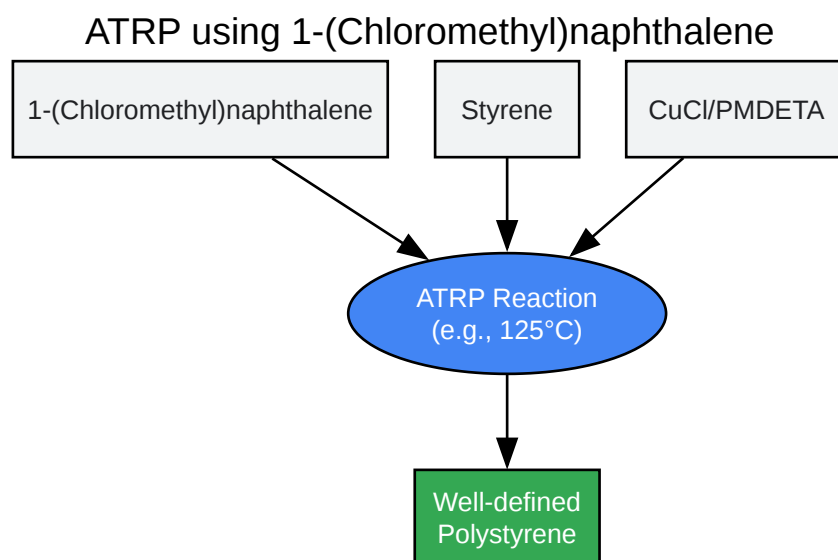 ATRP using 1-(Chloromethyl)naphthalene
1-(Chloromethyl)naphthalene
Styrene
CuCl/PMDETA
ATRP Reaction
(e.g., 125°C)
Well-defined
Polystyrene